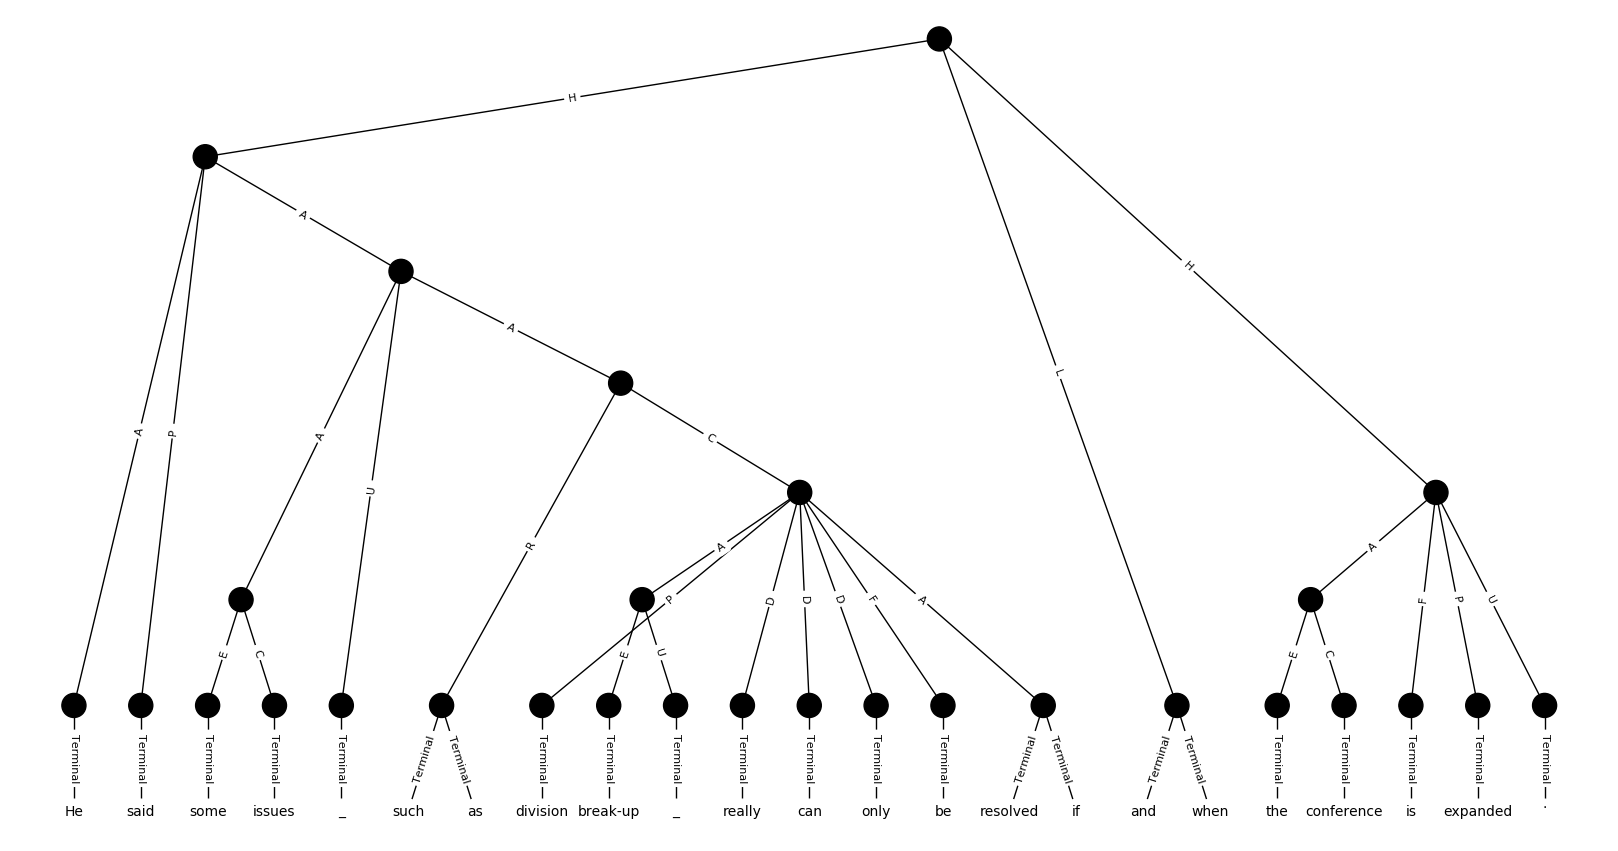 H
A
A
H
L
A
P
A
U
C
R
A
A
P
D
D
D
F
A
F
P
U
E
C
E
U
E
C
Terminal Terminal Terminal Terminal Terminal Terminal Terminal Terminal Terminal Terminal Terminal Terminal Terminal Terminal Terminal Terminal Terminal Terminal Terminal Terminal Terminal Terminal Terminal
He said some issues _ such as division break-up _ really can only be resolved if and when the conference is expanded .